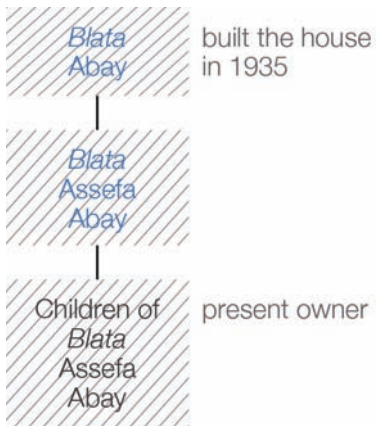 Blata
Abay
built the house
in 1935
Blata
Assefa
Abay
Children of
Blata
Assefa
Abay
present owner